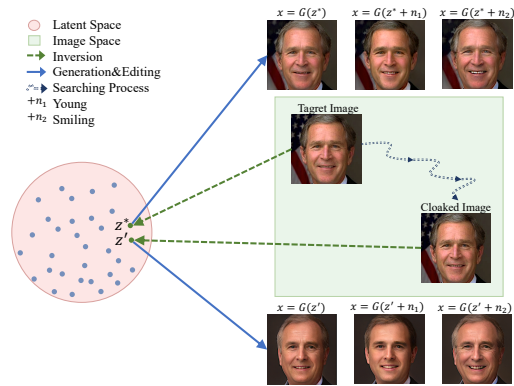 Latent Space
Image Space
Inversion
Generation&Editing
Searching Process
+n₁ Young
+n₂ Smiling
x = G(z*)
x = G(z* + n₁)
x = G(z* + n₂)
Tagret Image
Cloaked Image
z*
z′
x = G(z′)
x = G(z′ + n₁)
x = G(z′ + n₂)